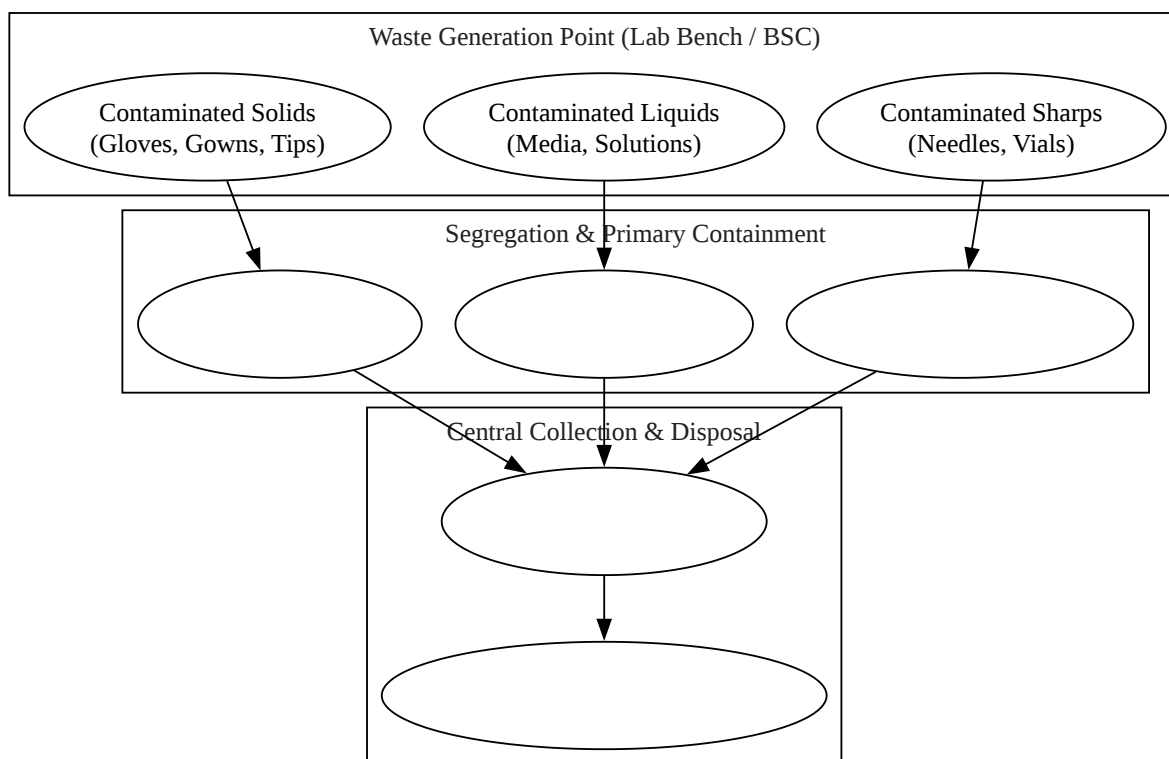 Waste Generation Point (Lab Bench / BSC)
Contaminated Solids
(Gloves, Gowns, Tips)
Contaminated Liquids
(Media, Solutions)
Contaminated Sharps
(Needles, Vials)
Segregation & Primary Containment
Central Collection & Disposal